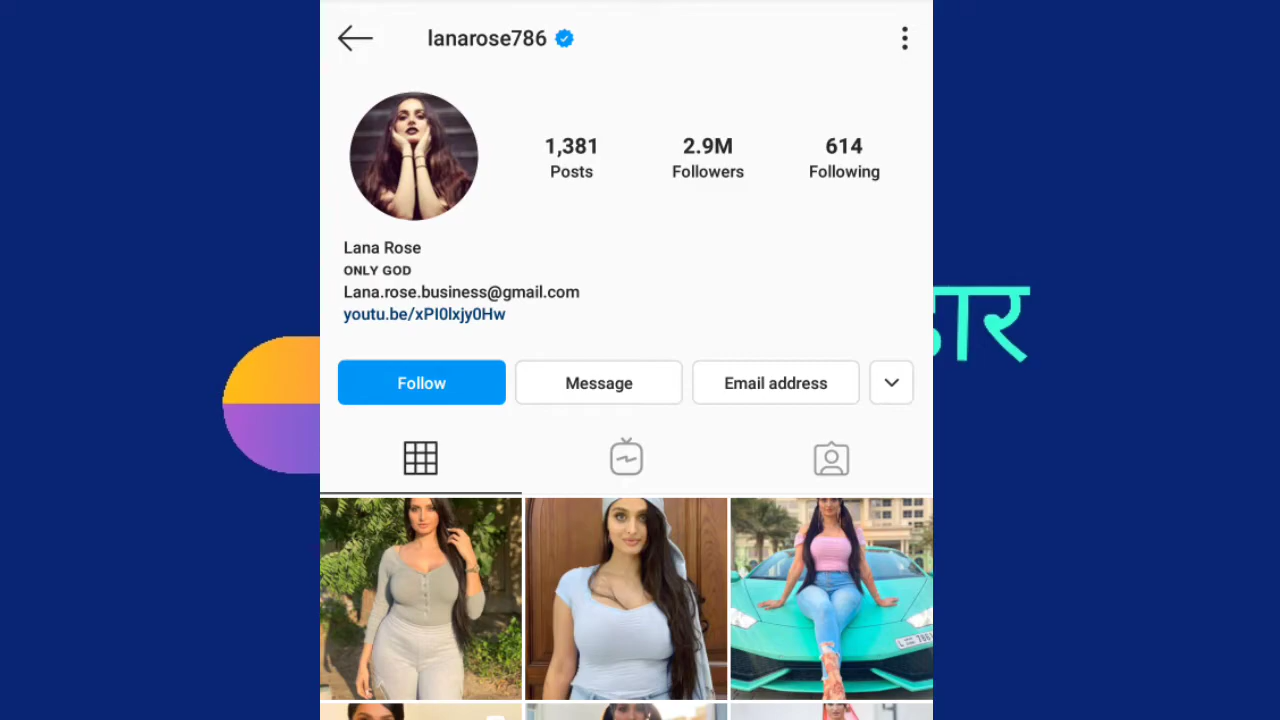 lanarose786
1,381 2.9M 614
Posts Followers Following
Lana Rose
ONLY GOD
Lana.rose.business@gmail.com
youtu.be/xPI0lxjy0Hw
Follow Message Email address